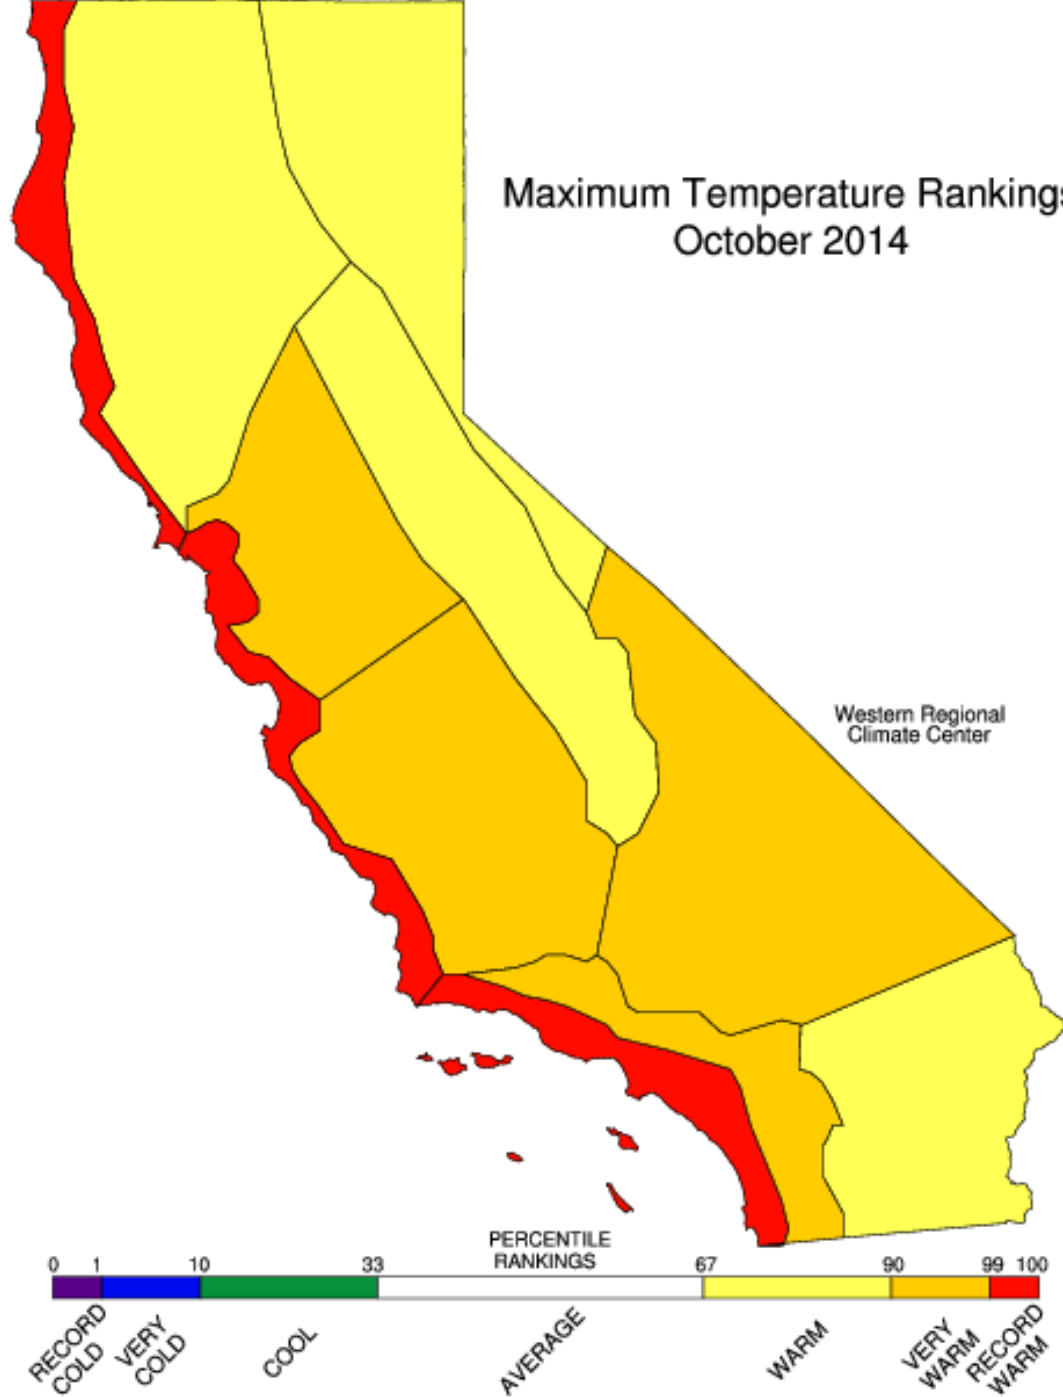 Maximum Temperature Rankings
October 2014
Western Regional
Climate Center
PERCENTILE
RANKINGS
0 1 10 33 67 90 99 100
RECORD
COLD
VERY
COLD
COOL
AVERAGE
WARM
VERY
WARM
RECORD
WARM